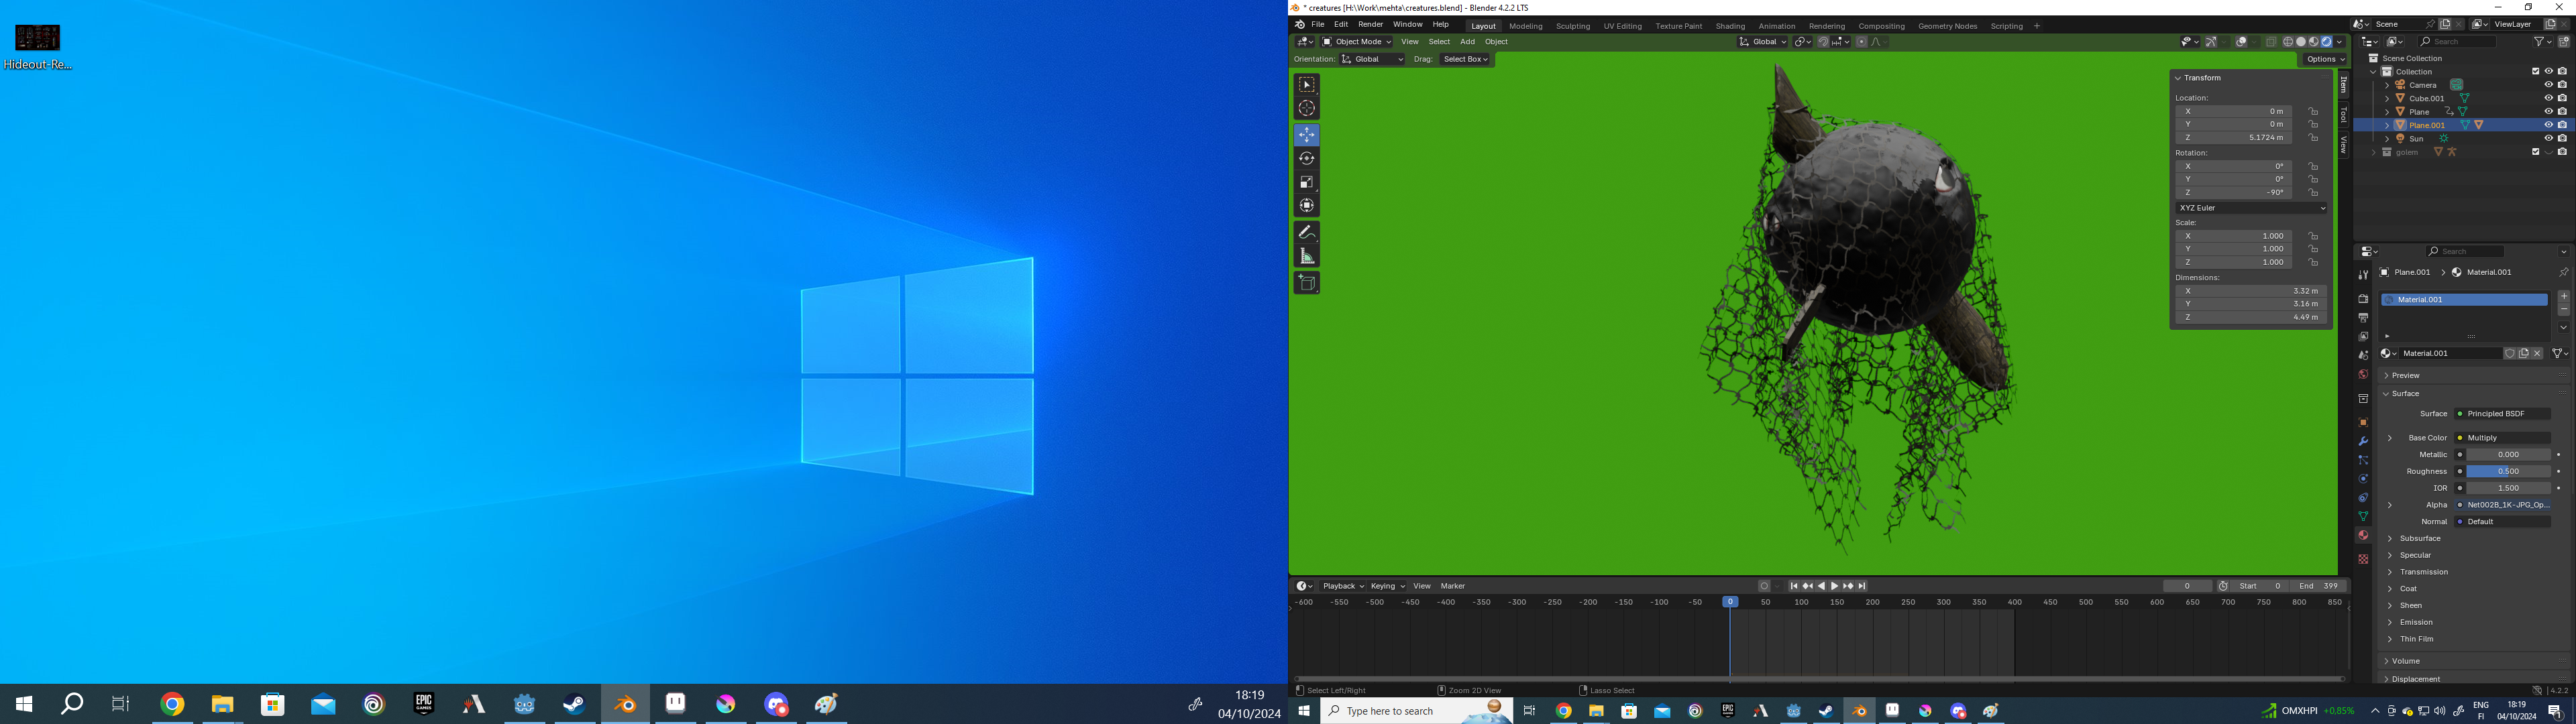 Hideout-Re...
18:19
04/10/2024
* creatures [H:\Work\mehta\creatures.blend] - Blender 4.2.2 LTS
File Edit Render Window Help Layout Modeling Sculpting UV Editing Texture Paint Shading Animation Rendering Compositing Geometry Nodes Scripting + Scene ViewLayer
Object Mode View Select Add Object Global Search
Orientation: Global Drag: Select Box Options
Scene Collection
Collection
Camera
Cube.001
Plane
Plane.001
Sun
golem
Transform
Location:
X 0 m
Y 0 m
Z 5.1724 m
Rotation:
X 0°
Y 0°
Z -90°
XYZ Euler
Scale:
X 1.000
Y 1.000
Z 1.000
Dimensions:
X 3.32 m
Y 3.16 m
Z 4.49 m
Item
Tool
View
Search
Plane.001 Material.001
Material.001
Material.001
Preview
Surface
Surface Principled BSDF
Base Color Multiply
Metallic 0.000
Roughness 0.500
IOR 1.500
Alpha Net002B_1K-JPG_Op...
Normal Default
Subsurface
Specular
Transmission
Coat
Sheen
Emission
Thin Film
Volume
Displacement
Playback Keying View Marker 0 Start 0 End 399
-600 -550 -500 -450 -400 -350 -300 -250 -200 -150 -100 -50 0 50 100 150 200 250 300 350 400 450 500 550 600 650 700 750 800 850
Select Left/Right Zoom 2D View Lasso Select 4.2.2
EPIC GAMES
Type here to search
OMXHPI +0,85%
ENG
FI
18:19
04/10/2024